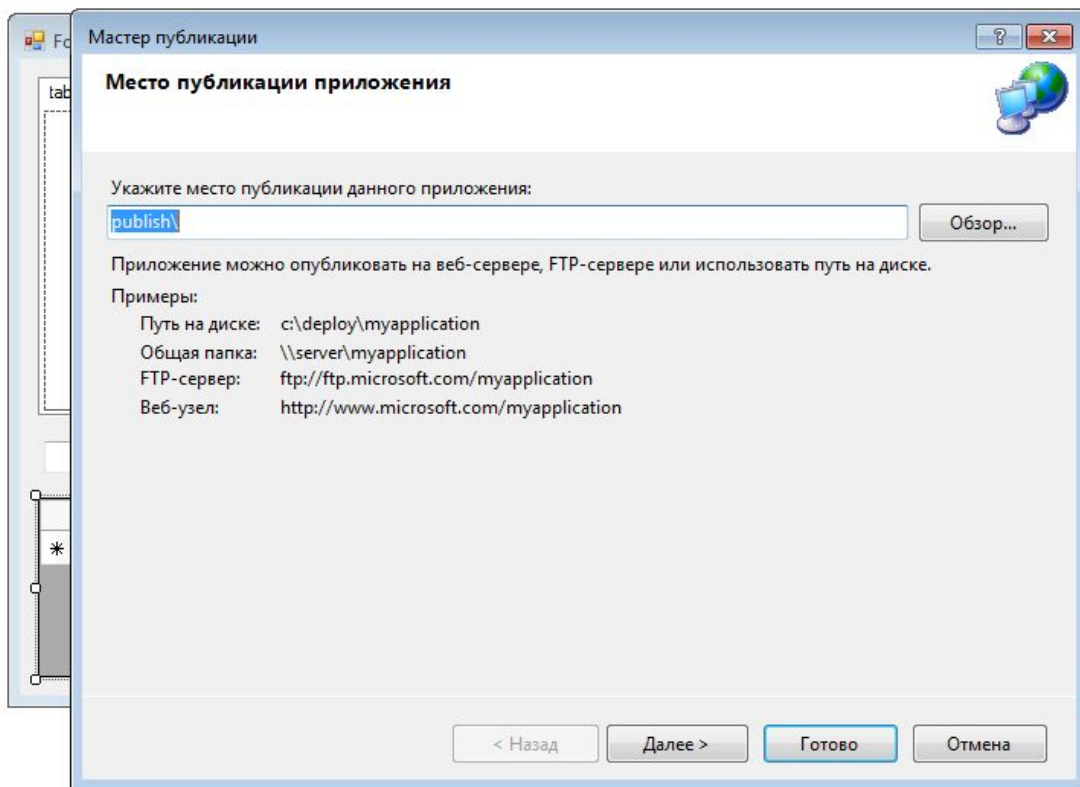 Fo
Мастер публикации
Место публикации приложения
tab
Укажите место публикации данного приложения:
publish\
Обзор...
Приложение можно опубликовать на веб-сервере, FTP-сервере или использовать путь на диске.
Примеры:
Путь на диске: c:\deploy\myapplication
Общая папка: \\server\myapplication
FTP-сервер: ftp://ftp.microsoft.com/myapplication
Веб-узел: http://www.microsoft.com/myapplication
< Назад Далее > Готово Отмена